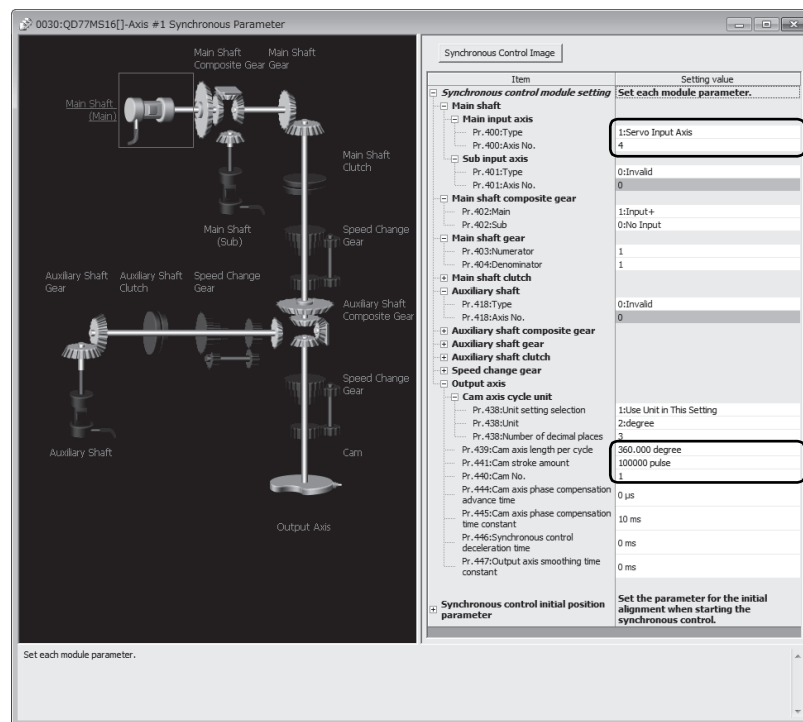 0030:QD77MS16[]-Axis #1 Synchronous Parameter
Main Shaft Main Shaft
Composite Gear Gear
Main Shaft
(Main)
Main Shaft
Clutch
Main Shaft
(Sub)
Speed Change
Gear
Auxiliary Shaft Auxiliary Shaft Speed Change
Gear Clutch Gear
Auxiliary Shaft
Composite Gear
Speed Change
Gear
Auxiliary Shaft
Cam
Output Axis
Synchronous Control Image
Item Setting value
Synchronous control module setting Set each module parameter.
Main shaft
Main input axis
Pr.400:Type 1:Servo Input Axis
Pr.400:Axis No. 4
Sub input axis
Pr.401:Type 0:Invalid
Pr.401:Axis No. 0
Main shaft composite gear
Pr.402:Main 1:Input+
Pr.402:Sub 0:No Input
Main shaft gear
Pr.403:Numerator 1
Pr.404:Denominator 1
Main shaft clutch
Auxiliary shaft
Pr.418:Type 0:Invalid
Pr.418:Axis No. 0
Auxiliary shaft composite gear
Auxiliary shaft gear
Auxiliary shaft clutch
Speed change gear
Output axis
Cam axis cycle unit
Pr.438:Unit setting selection 1:Use Unit in This Setting
Pr.438:Unit 2:degree
Pr.438:Number of decimal places 3
Pr.439:Cam axis length per cycle 360.000 degree
Pr.441:Cam stroke amount 100000 pulse
Pr.440:Cam No. 1
Pr.444:Cam axis phase compensation
advance time 0 µs
Pr.445:Cam axis phase compensation
time constant 10 ms
Pr.446:Synchronous control
deceleration time 0 ms
Pr.447:Output axis smoothing time
constant 0 ms
Synchronous control initial position
parameter
Set the parameter for the initial
alignment when starting the
synchronous control.
Set each module parameter.